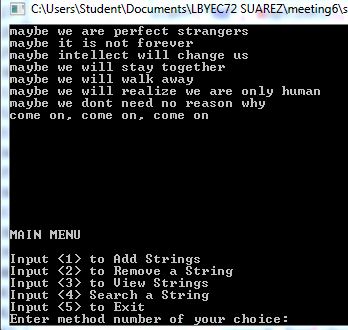 C:\Users\Student\Documents\LBYEC72 SUAREZ\meeting6\s
maybe we are perfect strangers
maybe it is not forever
maybe intellect will change us
maybe we will stay together
maybe we will walk away
maybe we will realize we are only human
maybe we dont need no reason why
come on, come on, come on
MAIN MENU
Input <1> to Add Strings
Input <2> to Remove a String
Input <3> to View Strings
Input <4> Search a String
Input <5> to Exit
Enter method number of your choice: